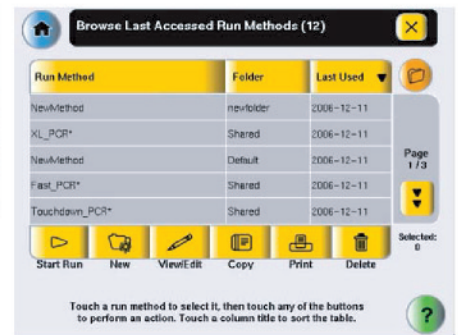 Browse Last Accessed Run Methods (12)
Run Method Folder Last Used
NewMethod newfolder 2006-12-11
XL_PCR* Shared 2006-12-11
NewMethod Default 2006-12-11
Fast_PCR* Shared 2006-12-11
Touchdown_PCR* Shared 2006-12-11
Page
1/3
Selected:
0
Start Run New View/Edit Copy Print Delete
Touch a run method to select it, then touch any of the buttons
to perform an action. Touch a column title to sort the table.
?